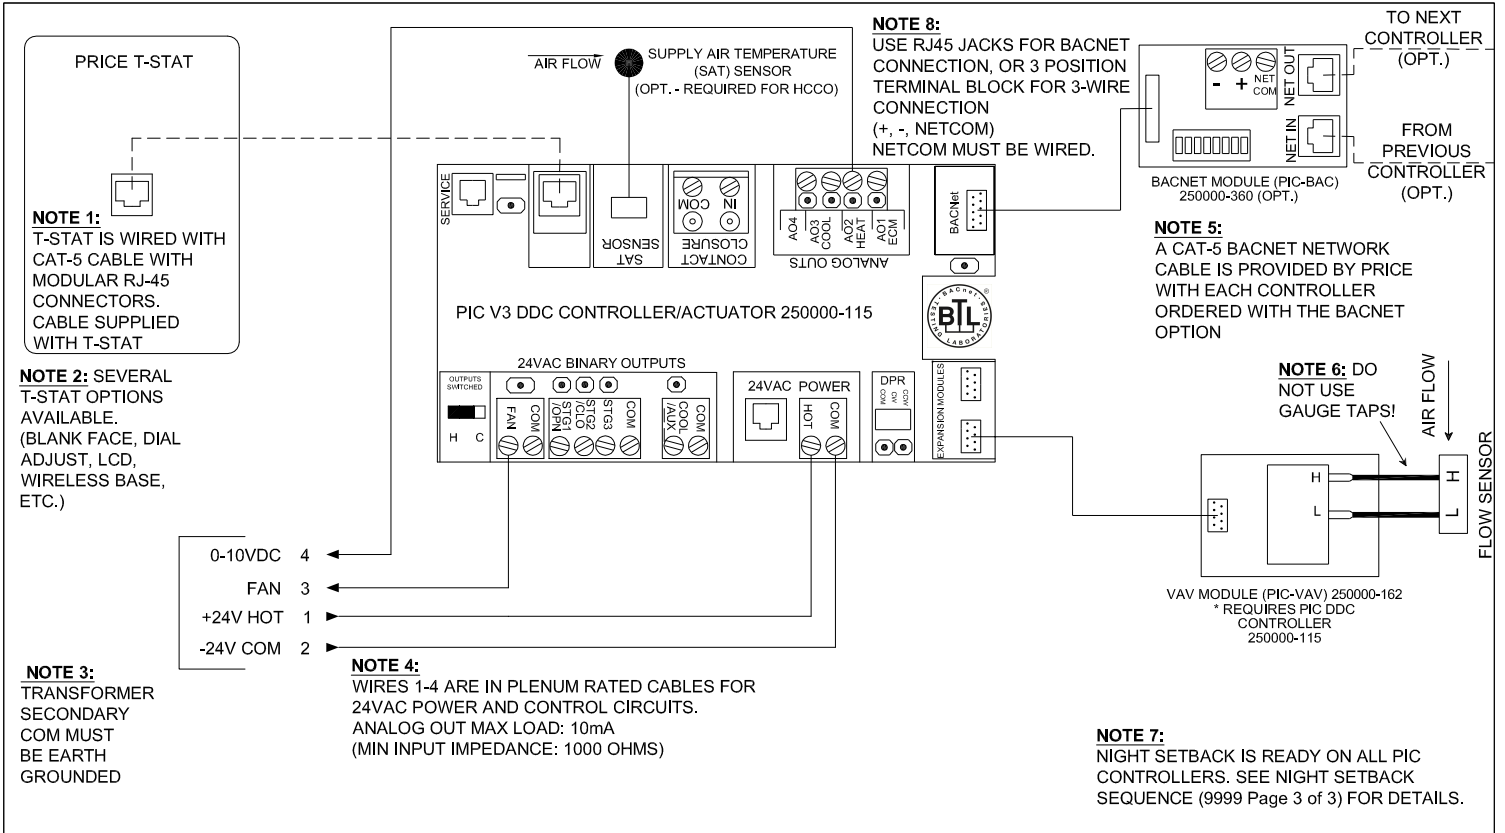 PRICE T-STAT
NOTE 1:
T-STAT IS WIRED WITH
CAT-5 CABLE WITH
MODULAR RJ-45
CONNECTORS.
CABLE SUPPLIED
WITH T-STAT
NOTE 2: SEVERAL
T-STAT OPTIONS
AVAILABLE.
(BLANK FACE, DIAL
ADJUST, LCD,
WIRELESS BASE,
ETC.)
AIR FLOW
SUPPLY AIR TEMPERATURE
(SAT) SENSOR
(OPT. - REQUIRED FOR HCCO)
NOTE 8:
USE RJ45 JACKS FOR BACNET
CONNECTION, OR 3 POSITION
TERMINAL BLOCK FOR 3-WIRE
CONNECTION
(+, -, NETCOM)
NETCOM MUST BE WIRED.
- + NET
COM
NET OUT
NET IN
TO NEXT
CONTROLLER
(OPT.)
FROM
PREVIOUS
CONTROLLER
(OPT.)
BACNET MODULE (PIC-BAC)
250000-360 (OPT.)
NOTE 5:
A CAT-5 BACNET NETWORK
CABLE IS PROVIDED BY PRICE
WITH EACH CONTROLLER
ORDERED WITH THE BACNET
OPTION
SERVICE
SAT
SENSOR
COM
IN
CONTACT
CLOSURE
AO4
AO3
COOL
AO2
HEAT
AO1
ECM
ANALOG OUTS
BACNet
PIC V3 DDC CONTROLLER/ACTUATOR 250000-115
BACnet
®
BTL
TESTING LABORATORIES
24VAC BINARY OUTPUTS
OUTPUTS
SWITCHED
H C
FAN
COM
STG1
/OPN
STG2
/CLO
STG3
COM
COOL
/AUX
COM
24VAC POWER
HOT
COM
DPR
COM
CW
CCW
EXPANSION MODULES
NOTE 6: DO
NOT USE
GAUGE TAPS!
AIR FLOW
H
L
H
L
FLOW SENSOR
VAV MODULE (PIC-VAV) 250000-162
* REQUIRES PIC DDC
CONTROLLER
250000-115
0-10VDC 4
FAN 3
+24V HOT 1
-24V COM 2
NOTE 3:
TRANSFORMER
SECONDARY
COM MUST
BE EARTH
GROUNDED
NOTE 4:
WIRES 1-4 ARE IN PLENUM RATED CABLES FOR
24VAC POWER AND CONTROL CIRCUITS.
ANALOG OUT MAX LOAD: 10mA
(MIN INPUT IMPEDANCE: 1000 OHMS)
NOTE 7:
NIGHT SETBACK IS READY ON ALL PIC
CONTROLLERS. SEE NIGHT SETBACK
SEQUENCE (9999 Page 3 of 3) FOR DETAILS.